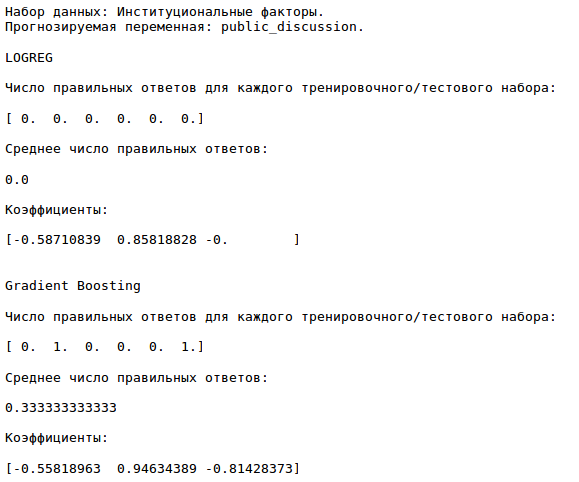 Набор данных: Институциональные факторы.
Прогнозируемая переменная: public_discussion.
LOGREG
Число правильных ответов для каждого тренировочного/тестового набора:
[ 0.  0.  0.  0.  0.  0.]
Среднее число правильных ответов:
0.0
Коэффициенты:
[-0.58710839  0.85818828 -0.        ]
Gradient Boosting
Число правильных ответов для каждого тренировочного/тестового набора:
[ 0.  1.  0.  0.  0.  1.]
Среднее число правильных ответов:
0.333333333333
Коэффициенты:
[-0.55818963  0.94634389 -0.81428373]